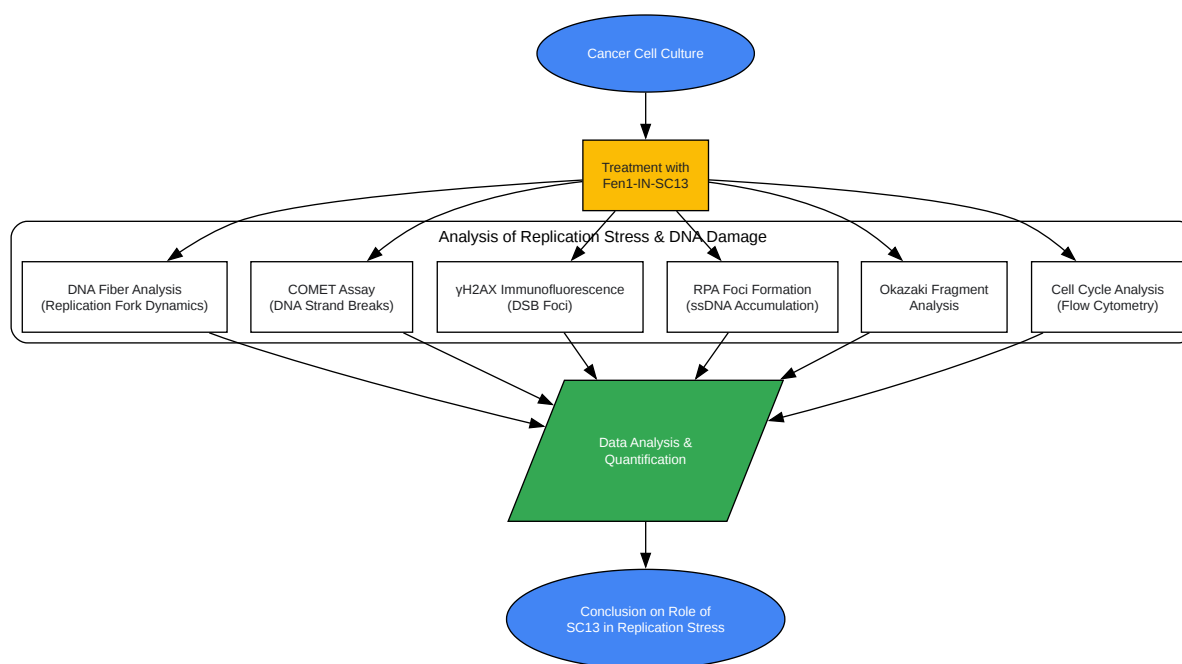 Cancer Cell Culture
Treatment with
Fen1-IN-SC13
Analysis of Replication Stress & DNA Damage
DNA Fiber Analysis
(Replication Fork Dynamics)
COMET Assay
(DNA Strand Breaks)
γH2AX Immunofluorescence
(DSB Foci)
RPA Foci Formation
(ssDNA Accumulation)
Okazaki Fragment
Analysis
Cell Cycle Analysis
(Flow Cytometry)
Data Analysis &
Quantification
Conclusion on Role of
SC13 in Replication Stress